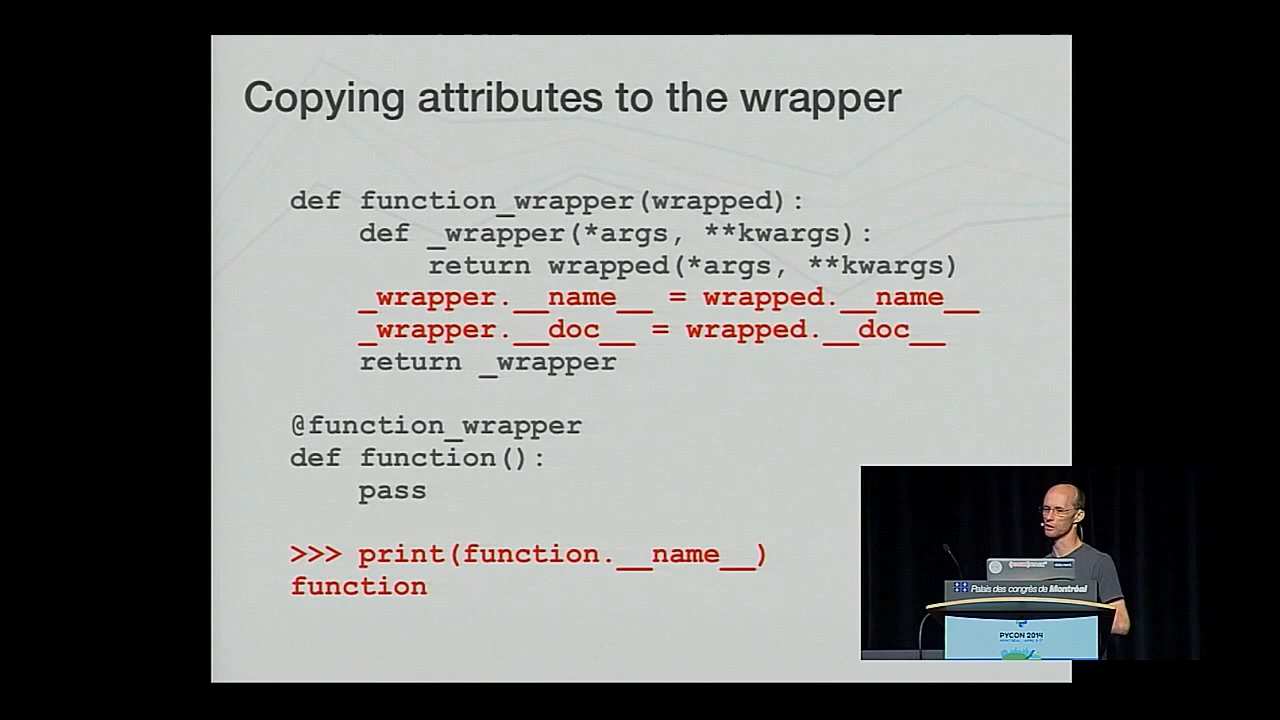 Copying attributes to the wrapper
def function_wrapper(wrapped):
    def _wrapper(*args, **kwargs):
        return wrapped(*args, **kwargs)
    _wrapper.__name__ = wrapped.__name__
    _wrapper.__doc__ = wrapped.__doc__
    return _wrapper
@function_wrapper
def function():
    pass
>>> print(function.__name__)
function
Palais des congrès de Montréal
PYCON 2014